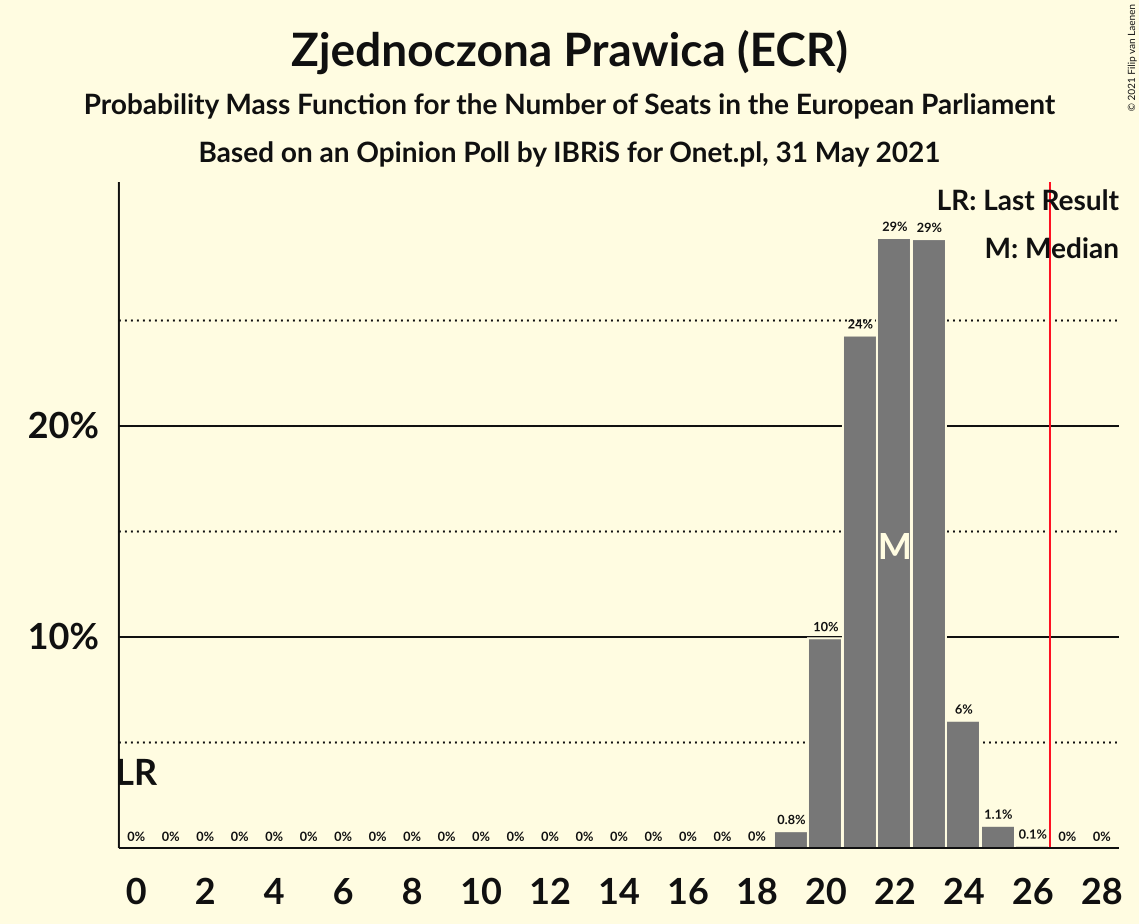 Zjednoczona Prawica (ECR)
Probability Mass Function for the Number of Seats in the European Parliament
Based on an Opinion Poll by IBRiS for Onet.pl, 31 May 2021
© 2021 Filip van Laenen
LR: Last Result
M: Median
29% 29%
24%
20%
M
10%
10%
6%
LR
0% 0% 0% 0% 0% 0% 0% 0% 0% 0% 0% 0% 0% 0% 0% 0% 0% 0% 0% 0.8% 1.1% 0.1% 0% 0%
0 2 4 6 8 10 12 14 16 18 20 22 24 26 28